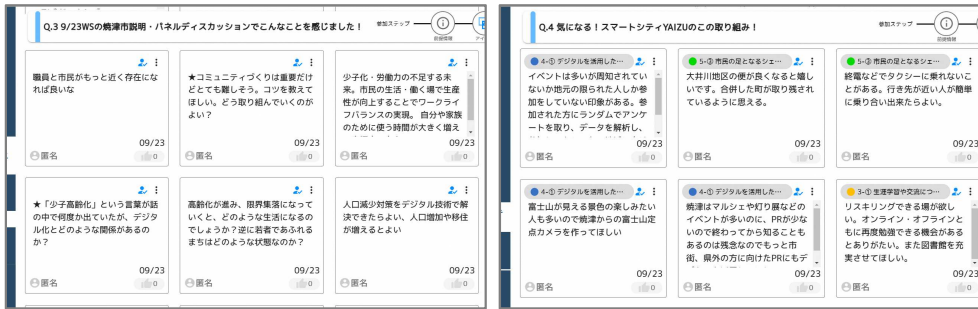 Q.3 9/23WSの焼津市説明・パネルディスカッションでこんなことを感じました！
参加ステップ
前提情報
職員と市民がもっと近く存在にな
れば良いな
09/23
匿名
0
★コミュニティづくりは重要だけ
どとても難しそう。コツを教えて
ほしい。どう取り組んでいくのが
よい？
09/23
匿名
0
少子化・労働力の不足する未
来。市民の生活・働く場で生産
性が向上することでワークライ
フバランスの実現。 自分や家族
のために使う時間が大きく増え
09/23
匿名
0
★「少子高齢化」という言葉が話
の中で何度か出ていたが、デジタ
ル化とどのような関係があるの
か？
09/23
匿名
0
高齢化が進み、限界集落になって
いくと、どのような生活になるの
でしょうか？逆に若者であふれる
まちはどのような状態なのか？
09/23
匿名
0
人口減少対策をデジタル技術で解
決できたらよい、人口増加や移住
が増えるとよい
09/23
匿名
0
Q.4 気になる！スマートシティYAIZUのこの取り組み！
参加ステップ
前提情報
4-① デジタルを活用した…
イベントは多いが周知されてい
ないか地元の限られた人しか参
加をしていない印象がある。参
加された方にランダムでアンケ
ートを取り、データを解析し、
09/23
匿名
0
5-③ 市民の足となるシェ…
大井川地区の便が良くなると嬉し
いです。合併した町が取り残され
ているように思える。
09/23
匿名
0
5-③ 市民の足となるシェ…
終電などでタクシーに乗れないこ
とがある。行き先が近い人が簡単
に乗り合い出来たらよい。
09/23
匿名
0
4-① デジタルを活用した…
富士山が見える景色の楽しみたい
人も多いので焼津からの富士山定
点カメラを作ってほしい
09/23
匿名
0
4-① デジタルを活用した…
焼津はマルシェや灯り展などの
イベントが多いのに、PRが少な
いので終わってから知ることも
あるのは残念なのでもっと市
街、県外の方に向けたPRにもデ
09/23
匿名
0
3-① 生涯学習や交流につ…
リスキリングできる場が欲し
い。オンライン・オフラインと
もに再度勉強できる機会がある
とありがたい。また図書館を充
実させてほしい。
09/23
匿名
0